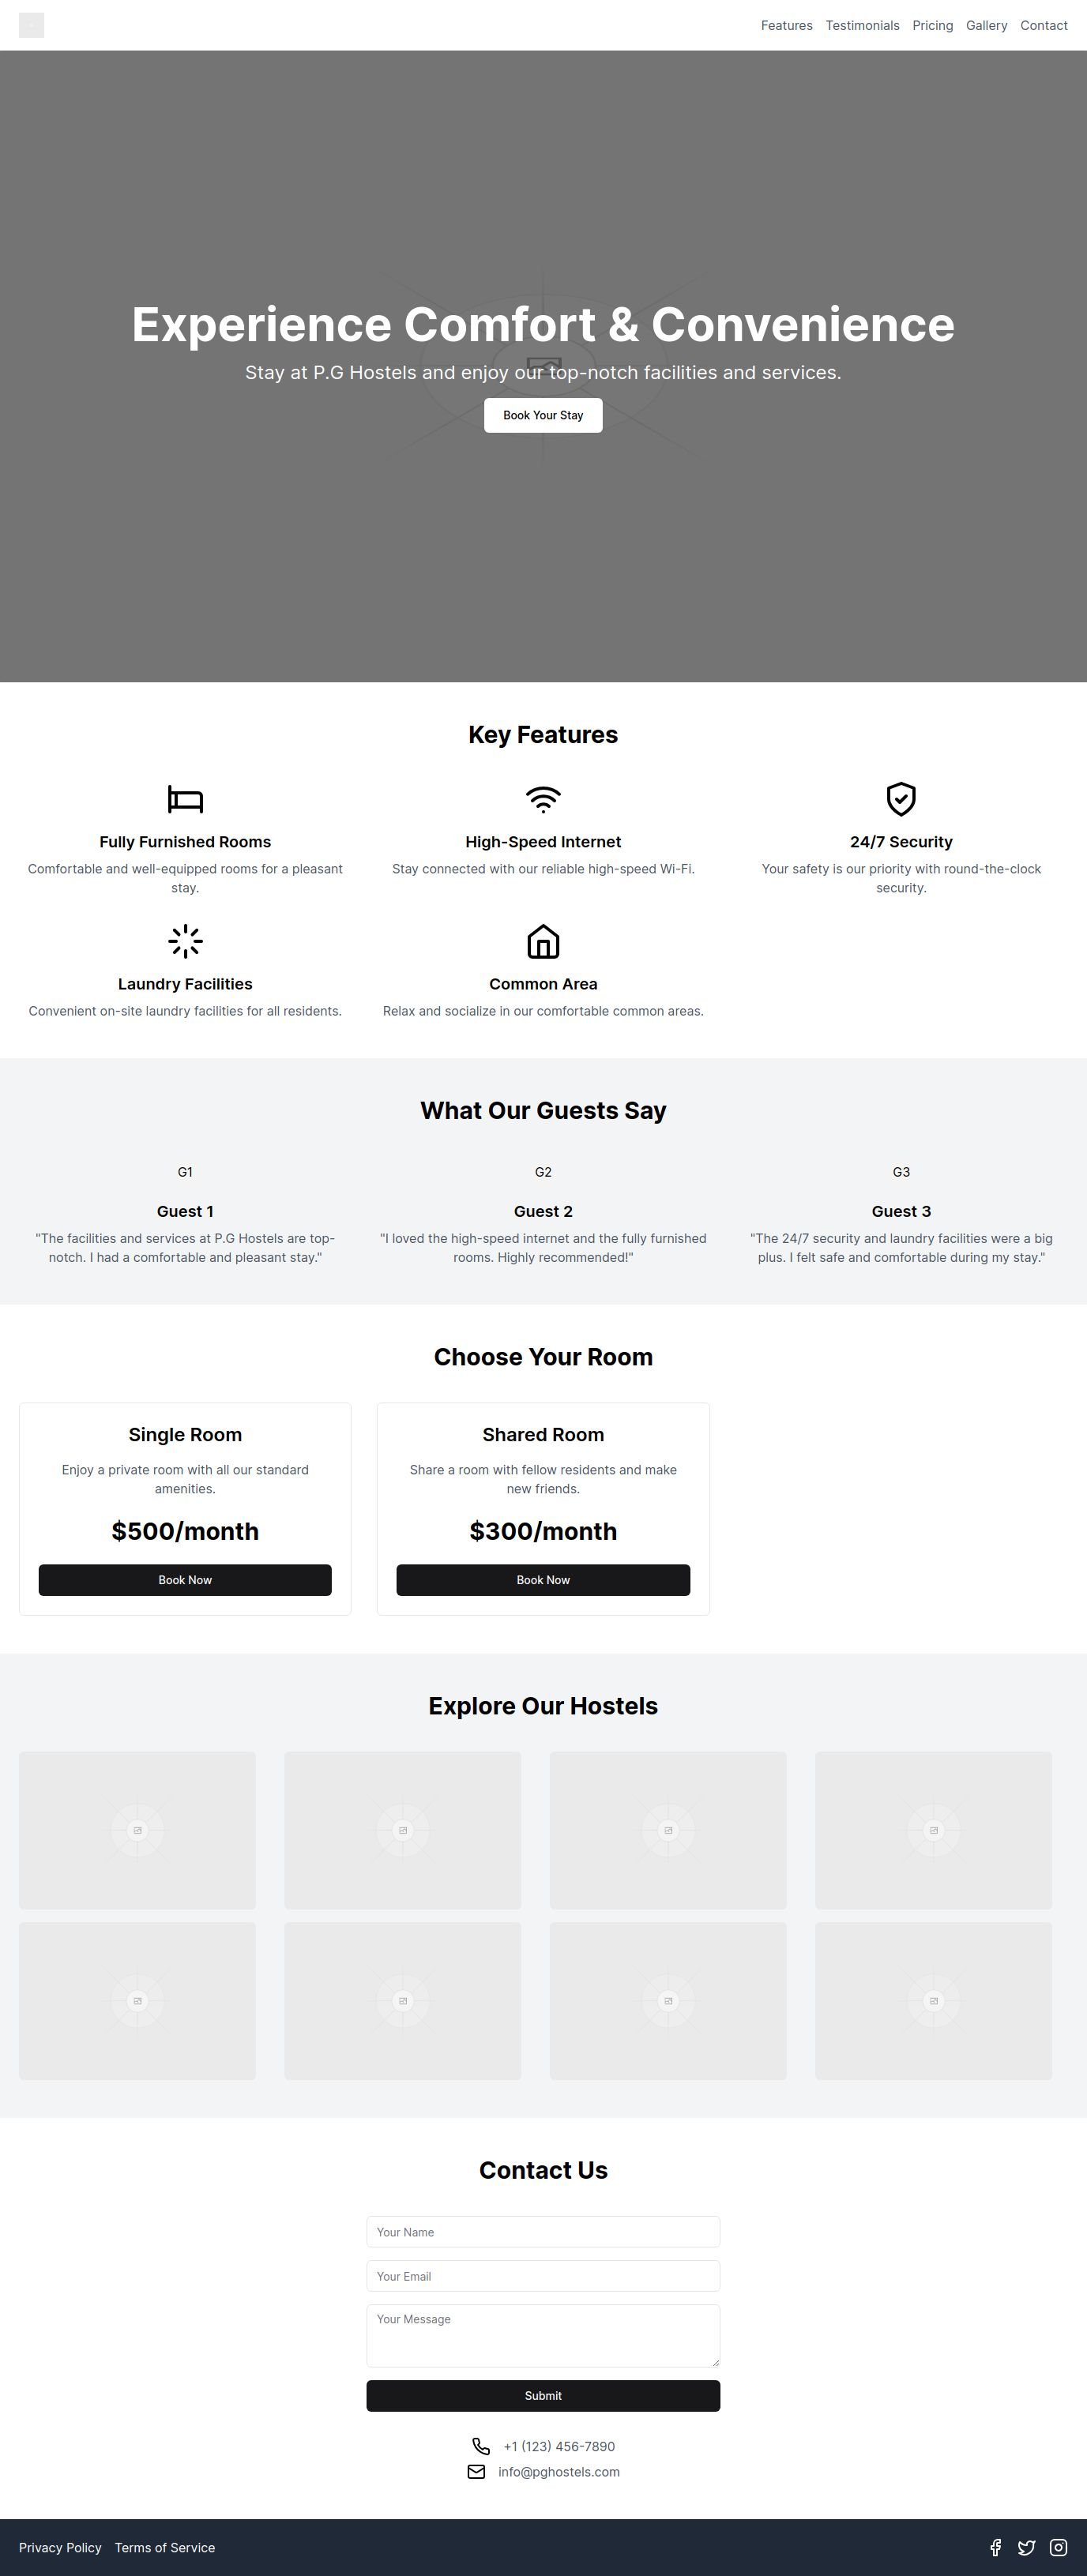 Features Testimonials Pricing Gallery Contact
Experience Comfort & Convenience
Stay at P.G Hostels and enjoy our top-notch facilities and services.
Book Your Stay
Key Features
Fully Furnished Rooms
Comfortable and well-equipped rooms for a pleasant
stay.
High-Speed Internet
Stay connected with our reliable high-speed Wi-Fi.
24/7 Security
Your safety is our priority with round-the-clock
security.
Laundry Facilities
Convenient on-site laundry facilities for all residents.
Common Area
Relax and socialize in our comfortable common areas.
What Our Guests Say
G1
Guest 1
"The facilities and services at P.G Hostels are top-
notch. I had a comfortable and pleasant stay."
G2
Guest 2
"I loved the high-speed internet and the fully furnished
rooms. Highly recommended!"
G3
Guest 3
"The 24/7 security and laundry facilities were a big
plus. I felt safe and comfortable during my stay."
Choose Your Room
Single Room
Enjoy a private room with all our standard
amenities.
$500/month
Book Now
Shared Room
Share a room with fellow residents and make
new friends.
$300/month
Book Now
Explore Our Hostels
Contact Us
Your Name
Your Email
Your Message
Submit
+1 (123) 456-7890
info@pghostels.com
Privacy Policy Terms of Service